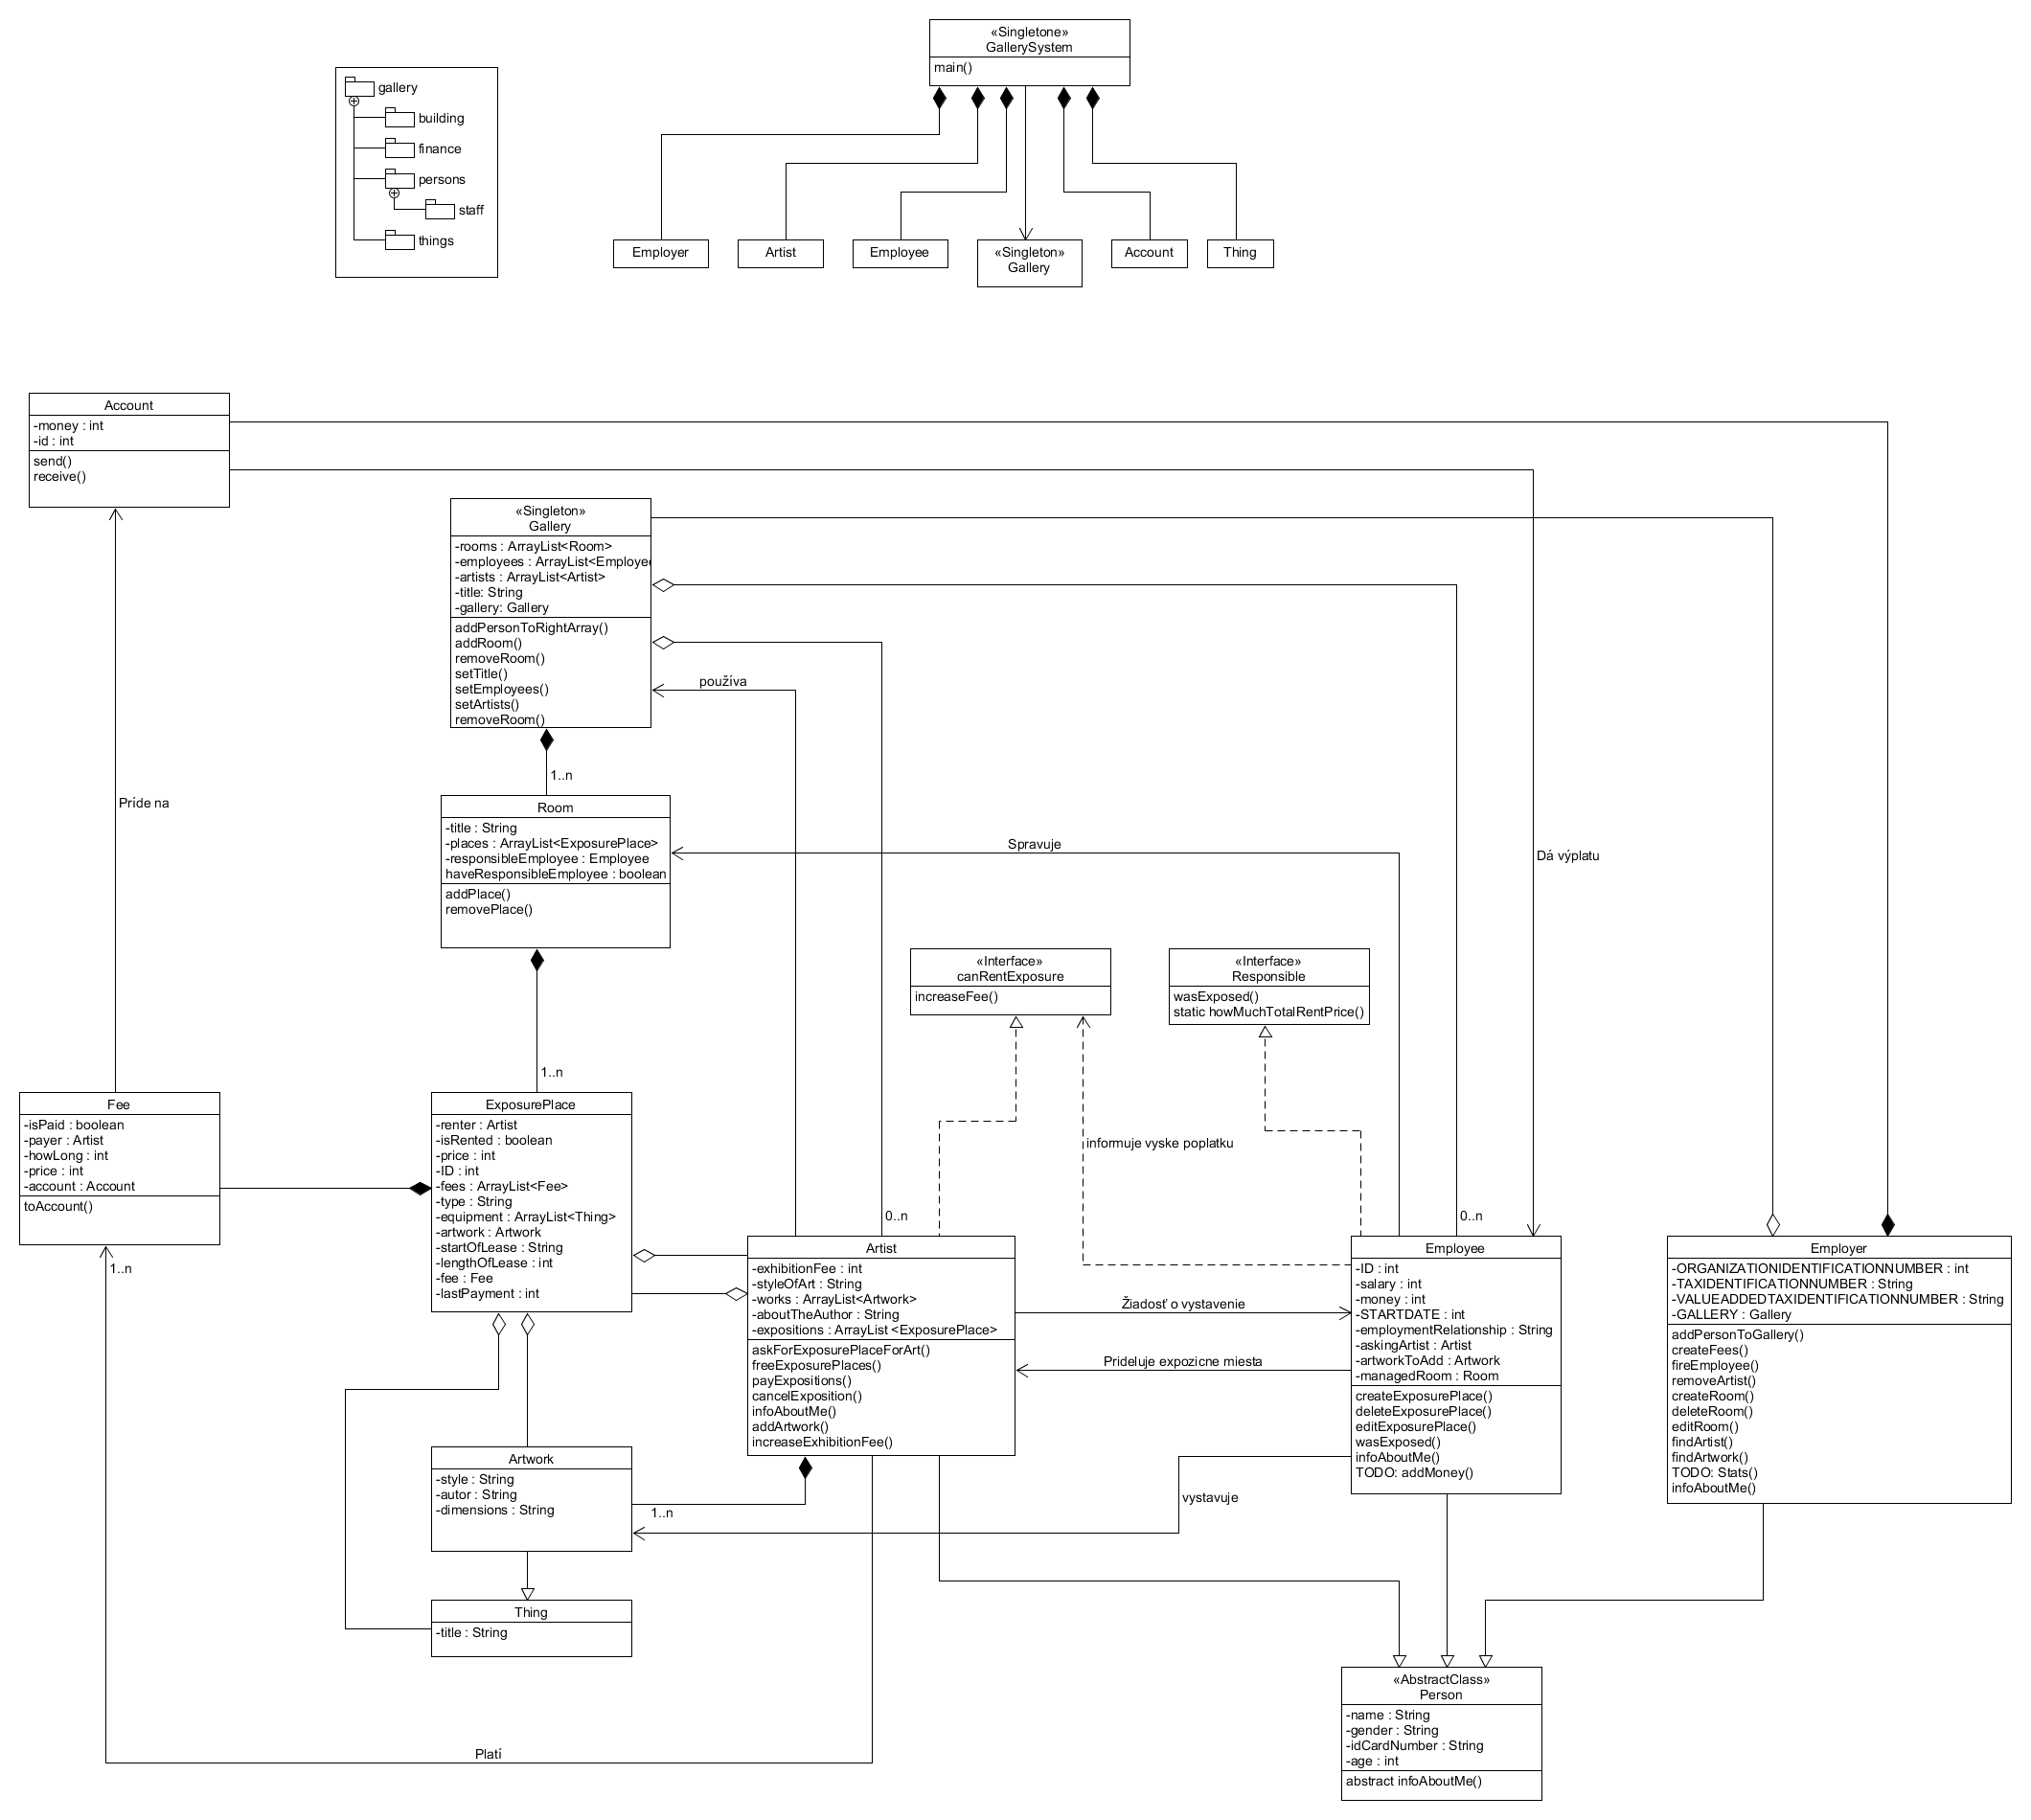 «Singletone»
GallerySystem
main()
gallery
building
finance
persons
staff
things
Employer
Artist
Employee
«Singleton»
Gallery
Account
Thing
Account
-money : int
-id : int
send()
receive()
«Singleton»
Gallery
-rooms : ArrayList<Room>
-employees : ArrayList<Employee
-artists : ArrayList<Artist>
-title: String
-gallery: Gallery
addPersonToRightArray()
addRoom()
removeRoom()
setTitle()
setEmployees()
setArtists()
removeRoom()
používa
1..n
Príde na
Room
-title : String
-places : ArrayList<ExposurePlace>
-responsibleEmployee : Employee
haveResponsibleEmployee : boolean
addPlace()
removePlace()
Spravuje
Dá výplatu
«Interface»
canRentExposure
increaseFee()
«Interface»
Responsible
wasExposed()
static howMuchTotalRentPrice()
1..n
informuje vyske poplatku
Fee
-isPaid : boolean
-payer : Artist
-howLong : int
-price : int
-account : Account
toAccount()
1..n
ExposurePlace
-renter : Artist
-isRented : boolean
-price : int
-ID : int
-fees : ArrayList<Fee>
-type : String
-equipment : ArrayList<Thing>
-artwork : Artwork
-startOfLease : String
-lengthOfLease : int
-fee : Fee
-lastPayment : int
0..n
Artist
-exhibitionFee : int
-styleOfArt : String
-works : ArrayList<Artwork>
-aboutTheAuthor : String
-expositions : ArrayList <ExposurePlace>
askForExposurePlaceForArt()
freeExposurePlaces()
payExpositions()
cancelExposition()
infoAboutMe()
addArtwork()
increaseExhibitionFee()
Žiadosť o vystavenie
Prideluje expozicne miesta
0..n
Employee
-ID : int
-salary : int
-money : int
-STARTDATE : int
-employmentRelationship : String
-askingArtist : Artist
-artworkToAdd : Artwork
-managedRoom : Room
createExposurePlace()
deleteExposurePlace()
editExposurePlace()
wasExposed()
infoAboutMe()
TODO: addMoney()
Employer
-ORGANIZATIONIDENTIFICATIONNUMBER : int
-TAXIDENTIFICATIONNUMBER : String
-VALUEADDEDTAXIDENTIFICATIONNUMBER : String
-GALLERY : Gallery
addPersonToGallery()
createFees()
fireEmployee()
removeArtist()
createRoom()
deleteRoom()
editRoom()
findArtist()
findArtwork()
TODO: Stats()
infoAboutMe()
Artwork
-style : String
-autor : String
-dimensions : String
1..n
vystavuje
Thing
-title : String
Platí
«AbstractClass»
Person
-name : String
-gender : String
-idCardNumber : String
-age : int
abstract infoAboutMe()